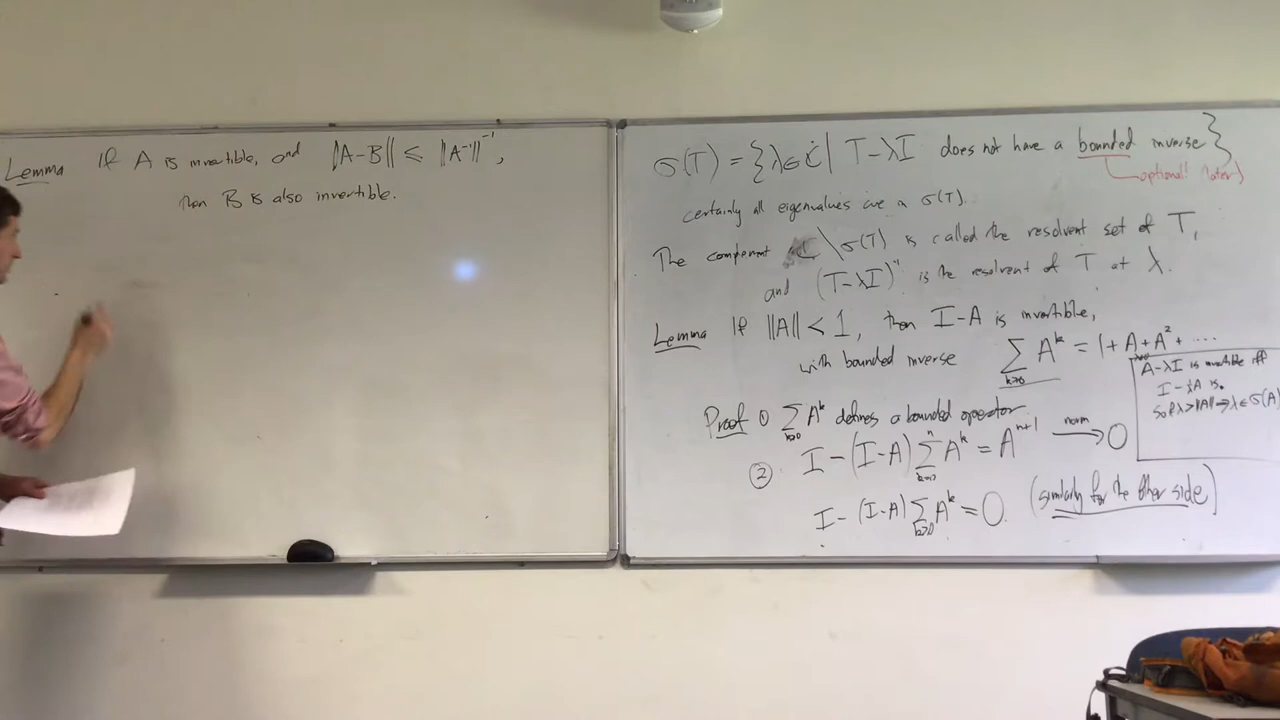 Lemma If A is invertible, and ‖A-B‖ ≤ ‖A⁻¹‖⁻¹,
then B is also invertible.
σ(T) = {λ∈ℂ | T-λI does not have a bounded inverse}
optional! (later)
certainly all eigenvalues are in σ(T).
The complement ℂ\σ(T) is called the resolvent set of T,
and (T-λI)⁻¹ is the resolvent of T at λ.
Lemma If ‖A‖ < 1, then I-A is invertible,
with bounded inverse ∑_{k≥0} Aᵏ = 1 + A + A² + ....
A-λI is invertible iff
I - ⅟λ A is.
So |λ| > ‖A‖ ⇒ λ∈σ(A)
Proof ① ∑_{k≥0} Aᵏ defines a bounded operator.
② I - (I-A) ∑_{k=0}^{n} Aᵏ = Aⁿ⁺¹ norm→ 0
I - (I-A) ∑_{k≥0} Aᵏ = 0. (similarly for the other side)